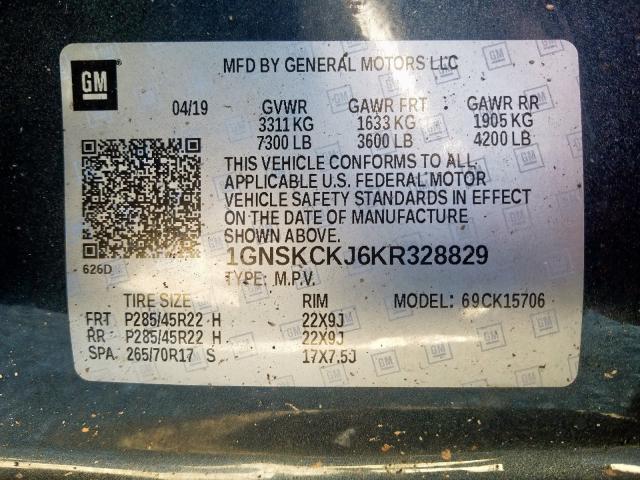 GM
MFD BY GENERAL MOTORS LLC
04/19 GVWR GAWR FRT GAWR RR
3311 KG 1633 KG 1905 KG
7300 LB 3600 LB 4200 LB
THIS VEHICLE CONFORMS TO ALL
APPLICABLE U.S. FEDERAL MOTOR
VEHICLE SAFETY STANDARDS IN EFFECT
ON THE DATE OF MANUFACTURE
SHOWN ABOVE.
1GNSKCKJ6KR328829
626D TYPE: M.P.V.
TIRE SIZE RIM MODEL: 69CK15706
FRT P285/45R22 H 22X9J
RR P285/45R22 H 22X9J
SPA 265/70R17 S 17X7.5J